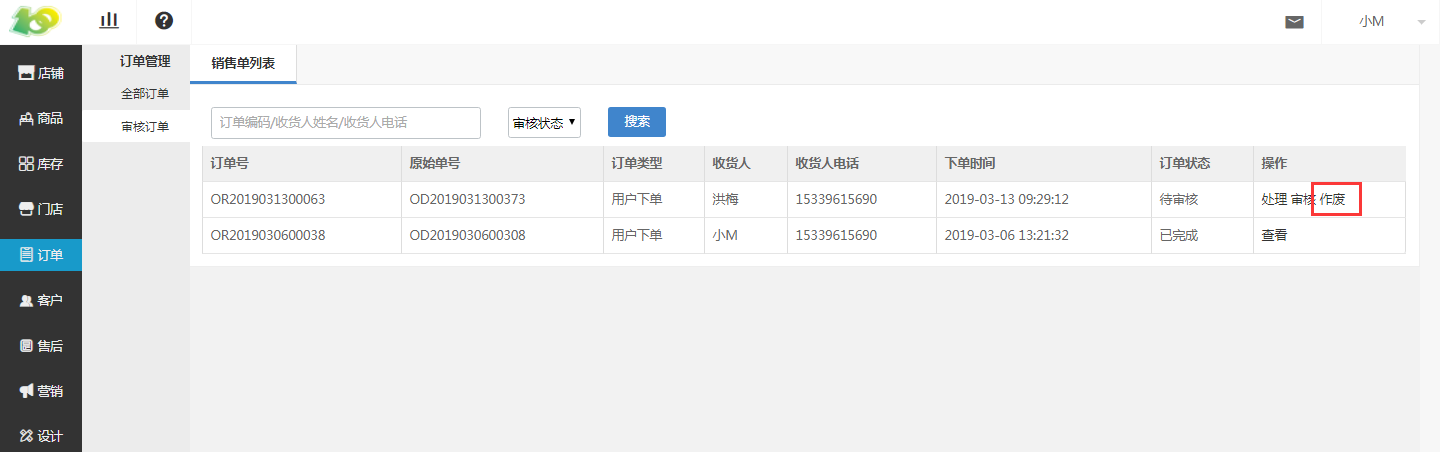 小M
店铺
商品
库存
门店
订单
客户
售后
营销
设计
订单管理
全部订单
审核订单
销售单列表
订单编码/收货人姓名/收货人电话 审核状态 搜索
订单号 原始单号 订单类型 收货人 收货人电话 下单时间 订单状态 操作
OR2019031300063 OD2019031300373 用户下单 洪梅 15339615690 2019-03-13 09:29:12 待审核 处理 审核 作废
OR2019030600038 OD2019030600308 用户下单 小M 15339615690 2019-03-06 13:21:32 已完成 查看